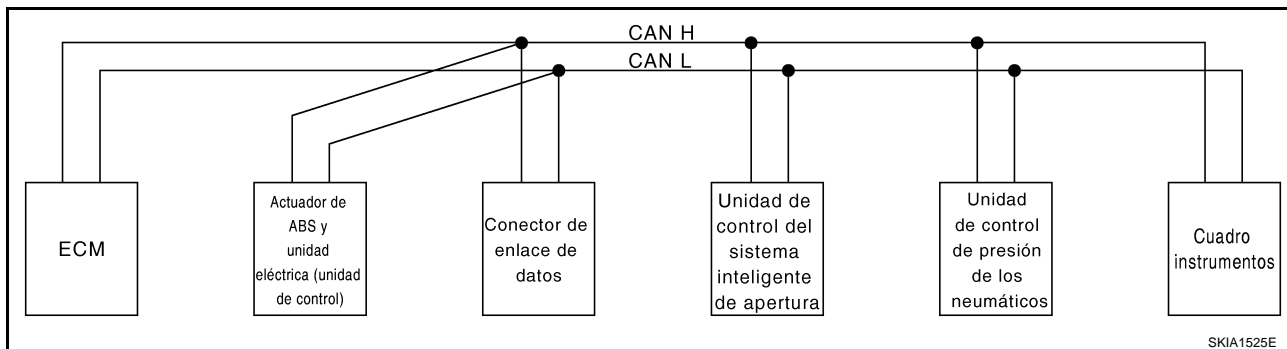 CAN H
CAN L
ECM
Actuador de
ABS y
unidad
eléctrica (unidad
de control)
Conector de
enlace de
datos
Unidad de
control del
sistema
inteligente
de apertura
Unidad
de control
de presión
de los
neumáticos
Cuadro
instrumentos
SKIA1525E